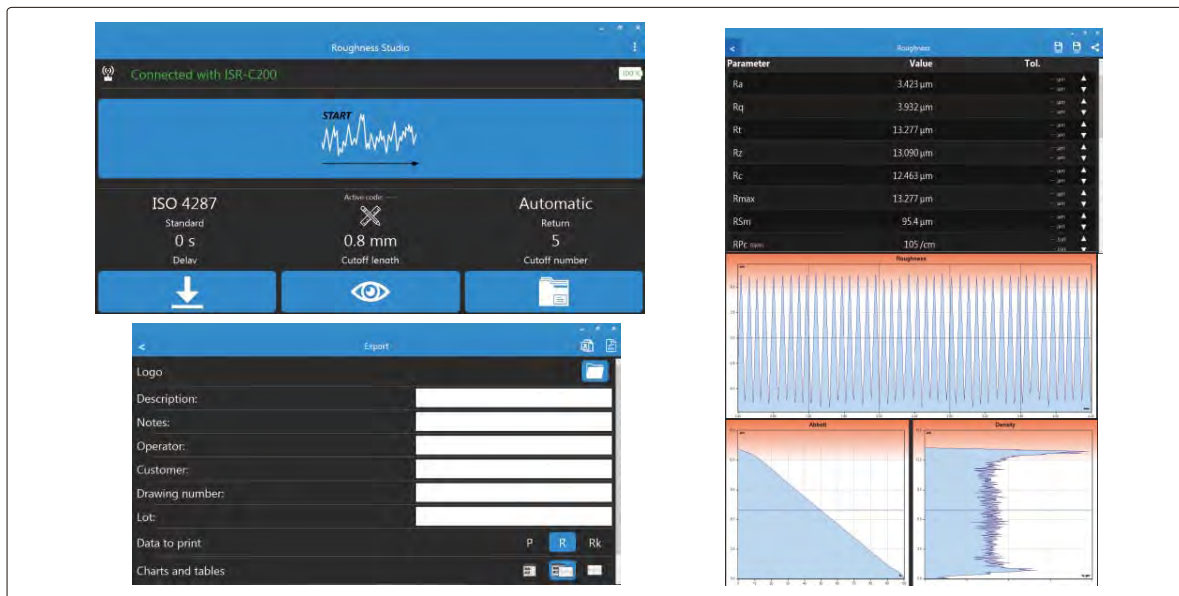 Roughness Studio
Connected with ISR-C200
100 %
START
ISO 4287
Standard
0 s
Delay
Active code: ---
0.8 mm
Cutoff length
Automatic
Return
5
Cutoff number
Export
Logo
Description:
Notes:
Operator:
Customer:
Drawing number:
Lot:
Data to print P R Rk
Charts and tables
Roughness
Parameter Value Tol.
Ra 3.423 µm
Rq 3.932 µm
Rt 13.277 µm
Rz 13.090 µm
Rc 12.463 µm
Rmax 13.277 µm
RSm 95.4 µm
RPc 105 /cm
Roughness
Abbott
Density